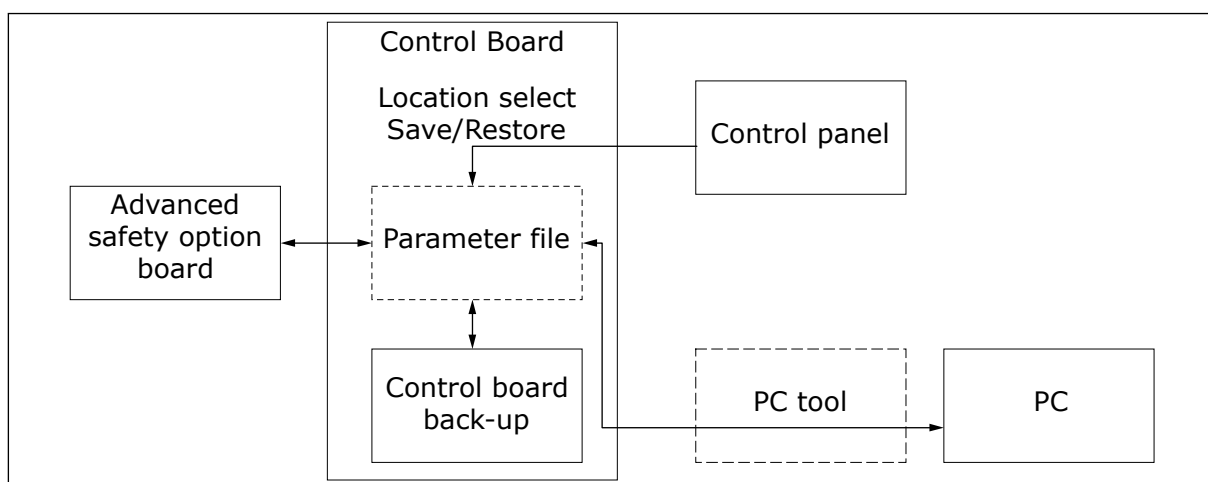 Control Board
Location select
Save/Restore
Control panel
Advanced
safety option
board
Parameter file
Control board
back-up
PC tool
PC